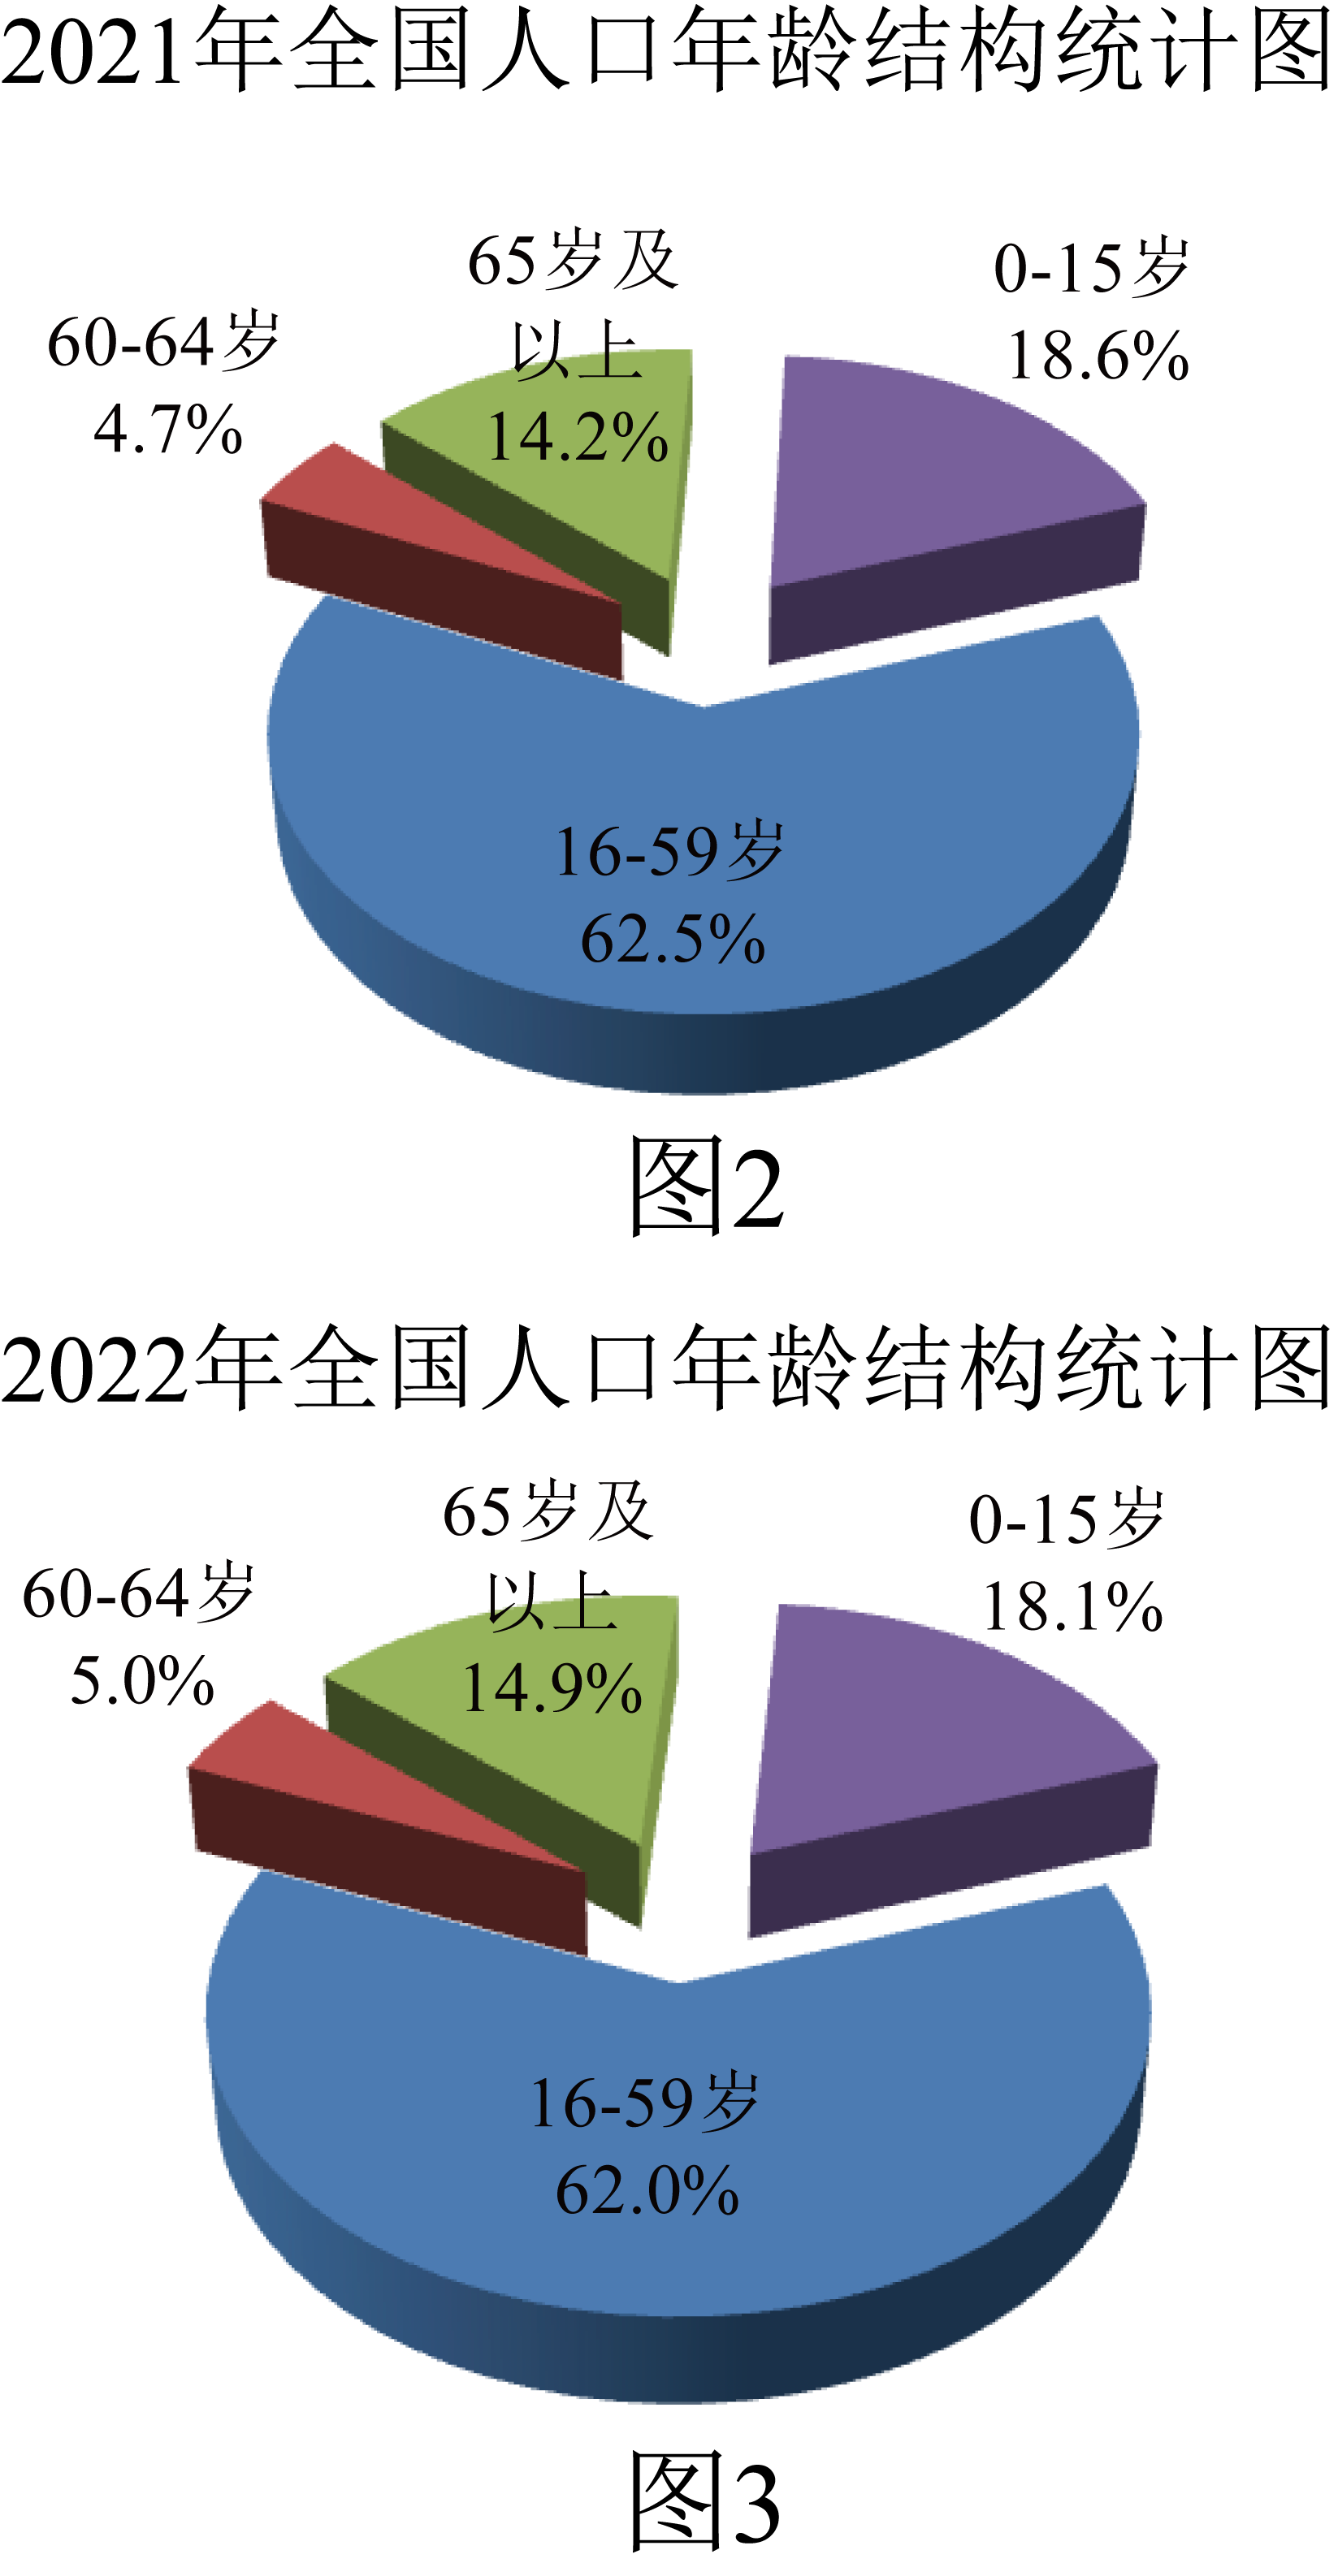 2021年全国人口年龄结构统计图
65岁及
以上
14.2%
0-15岁
18.6%
60-64岁
4.7%
16-59岁
62.5%
图2
2022年全国人口年龄结构统计图
65岁及
以上
14.9%
0-15岁
18.1%
60-64岁
5.0%
16-59岁
62.0%
图3